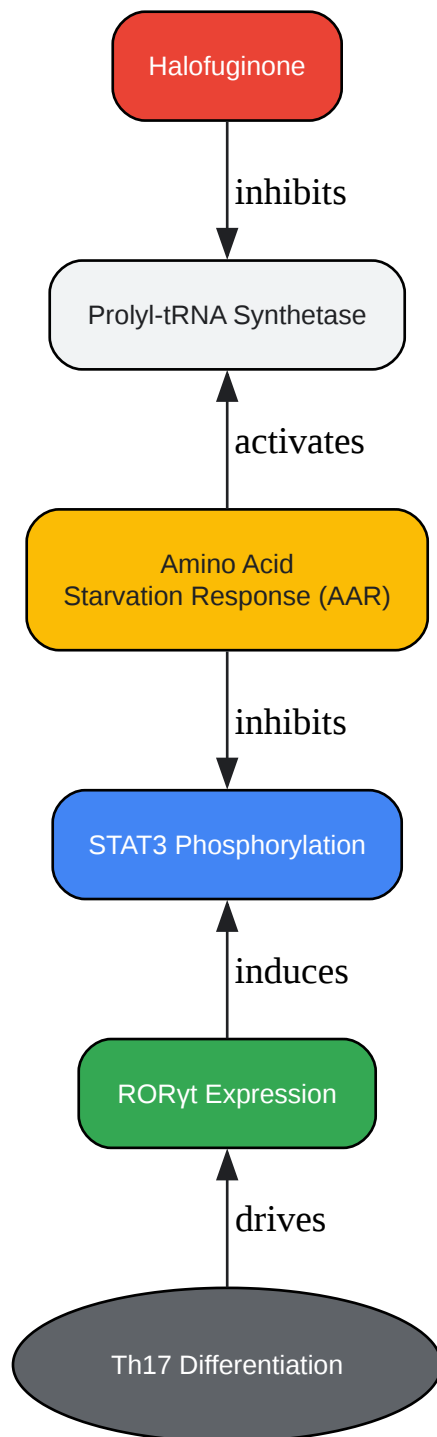 Halofuginone
inhibits
Prolyl-tRNA Synthetase
activates
Amino Acid
Starvation Response (AAR)
inhibits
STAT3 Phosphorylation
induces
RORγt Expression
drives
Th17 Differentiation